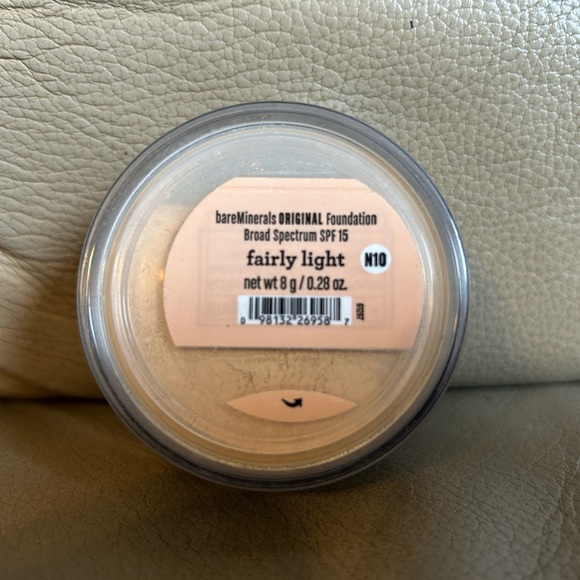 bareMinerals ORIGINAL Foundation
Broad Spectrum SPF 15
fairly light N10
net wt 8 g / 0.28 oz.
0 98132 26958 7